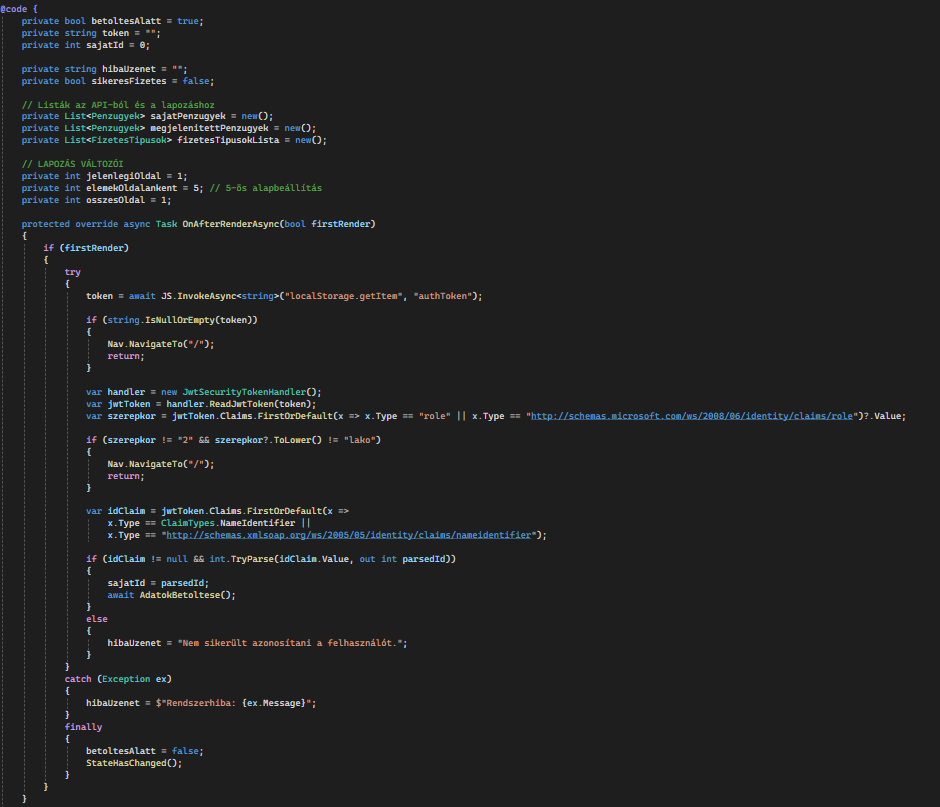 @code {
    private bool betoltesAlatt = true;
    private string token = "";
    private int sajatId = 0;

    private string hibaUzenet = "";
    private bool sikeresFizetes = false;

    // Listák az API-ból és a lapozáshoz
    private List<Penzugyek> sajatPenzugyek = new();
    private List<Penzugyek> megjelenitettPenzugyek = new();
    private List<FizetesTipusok> fizetesTipusokLista = new();

    // LAPOZÁS VÁLTOZÓI
    private int jelenlegiOldal = 1;
    private int elemekOldalankent = 5; // 5-ös alapbeállítás
    private int osszesOldal = 1;

    protected override async Task OnAfterRenderAsync(bool firstRender)
    {
        if (firstRender)
        {
            try
            {
                token = await JS.InvokeAsync<string>("localStorage.getItem", "authToken");

                if (string.IsNullOrEmpty(token))
                {
                    Nav.NavigateTo("/");
                    return;
                }

                var handler = new JwtSecurityTokenHandler();
                var jwtToken = handler.ReadJwtToken(token);
                var szerepkor = jwtToken.Claims.FirstOrDefault(x => x.Type == "role" || x.Type == "http://schemas.microsoft.com/ws/2008/06/identity/claims/role")?.Value;

                if (szerepkor != "2" && szerepkor?.ToLower() != "lako")
                {
                    Nav.NavigateTo("/");
                    return;
                }

                var idClaim = jwtToken.Claims.FirstOrDefault(x =>
                    x.Type == ClaimTypes.NameIdentifier ||
                    x.Type == "http://schemas.xmlsoap.org/ws/2005/05/identity/claims/nameidentifier");

                if (idClaim != null && int.TryParse(idClaim.Value, out int parsedId))
                {
                    sajatId = parsedId;
                    await AdatokBetoltese();
                }
                else
                {
                    hibaUzenet = "Nem sikerült azonosítani a felhasználót.";
                }
            }
            catch (Exception ex)
            {
                hibaUzenet = $"Rendszerhiba: {ex.Message}";
            }
            finally
            {
                betoltesAlatt = false;
                StateHasChanged();
            }
        }
    }